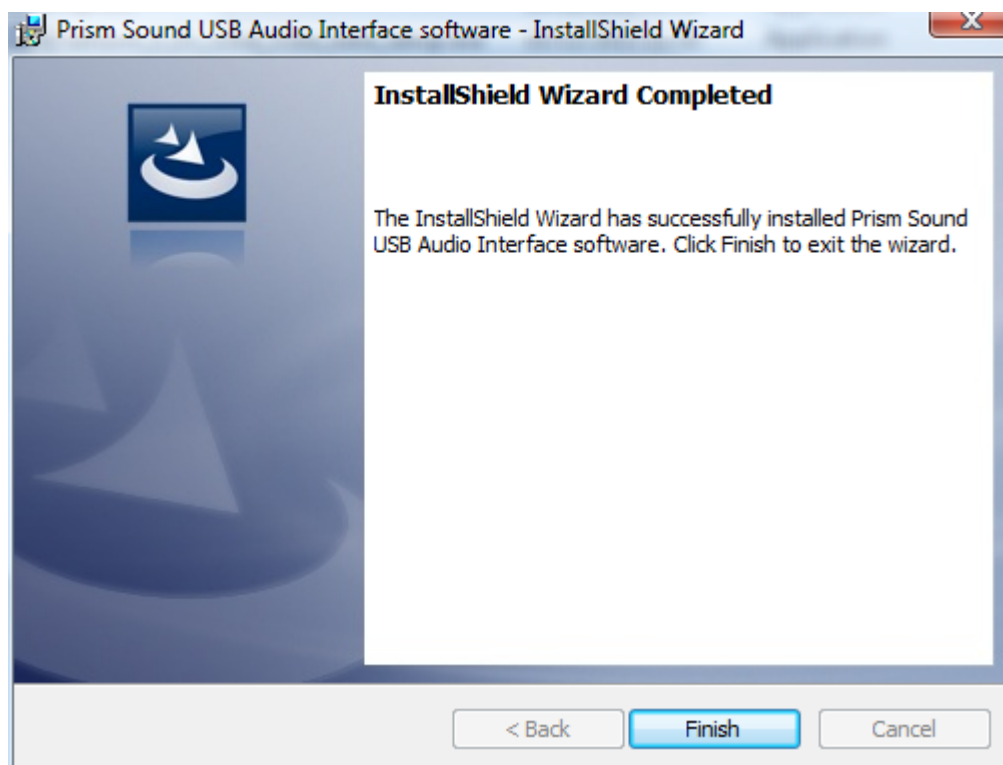 Prism Sound USB Audio Interface software - InstallShield Wizard
InstallShield Wizard Completed
The InstallShield Wizard has successfully installed Prism Sound
USB Audio Interface software. Click Finish to exit the wizard.
< Back
Finish
Cancel